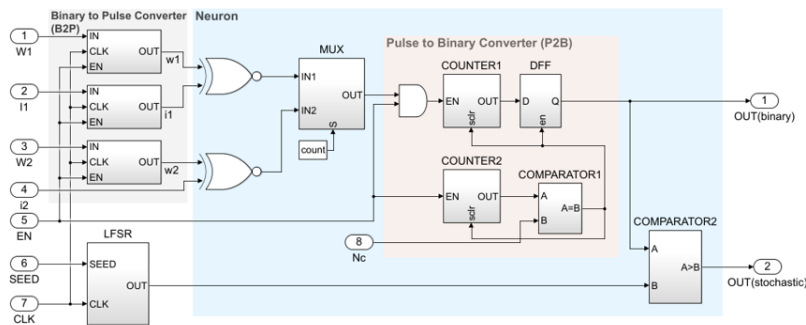 Binary to Pulse Converter
(B2P)
Neuron
Pulse to Binary Converter (P2B)
1
W1
IN
CLK
EN
OUT
w1
2
I1
IN
CLK
EN
OUT
i1
3
W2
IN
CLK
EN
OUT
w2
4
i2
5
EN
6
SEED
7
CLK
LFSR
SEED
CLK
OUT
MUX
IN1
IN2
OUT
S
count
COUNTER1
EN
OUT
sclr
DFF
D
Q
en
COUNTER2
EN
OUT
sclr
COMPARATOR1
A
B
A=B
8
Nc
COMPARATOR2
A
B
A>B
1
OUT(binary)
2
OUT(stochastic)